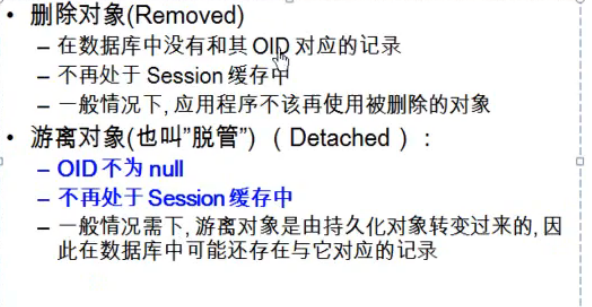 • 删除对象(Removed)
– 在数据库中没有和其 OID 对应的记录
– 不再处于 Session 缓存中
– 一般情况下, 应用程序不该再使用被删除的对象
• 游离对象(也叫”脱管”) （ Detached ） :
– OID 不为 null
– 不再处于 Session 缓存中
– 一般情况需下, 游离对象是由持久化对象转变过来的, 因
此在数据库中可能还存在与它对应的记录